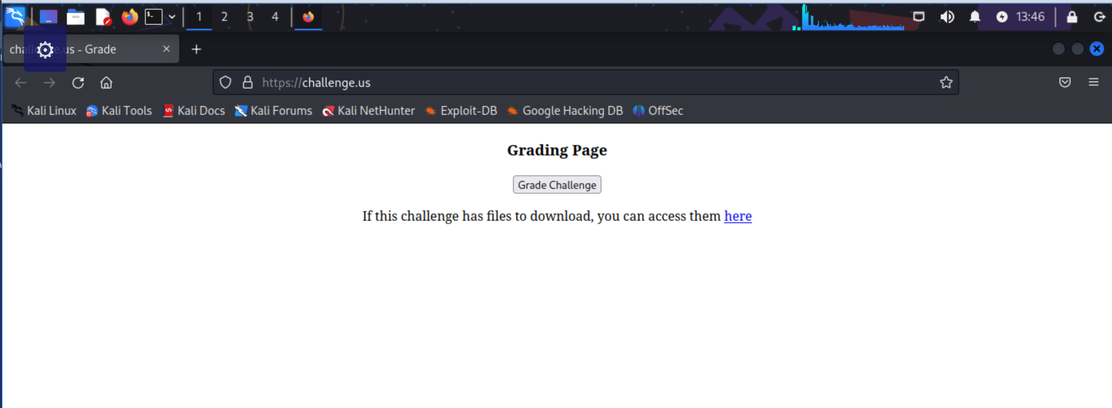 1 2 3 4 13:46
us - Grade
https://challenge.us
Kali Linux Kali Tools Kali Docs Kali Forums Kali NetHunter Exploit-DB Google Hacking DB OffSec
Grading Page
Grade Challenge
If this challenge has files to download, you can access them here